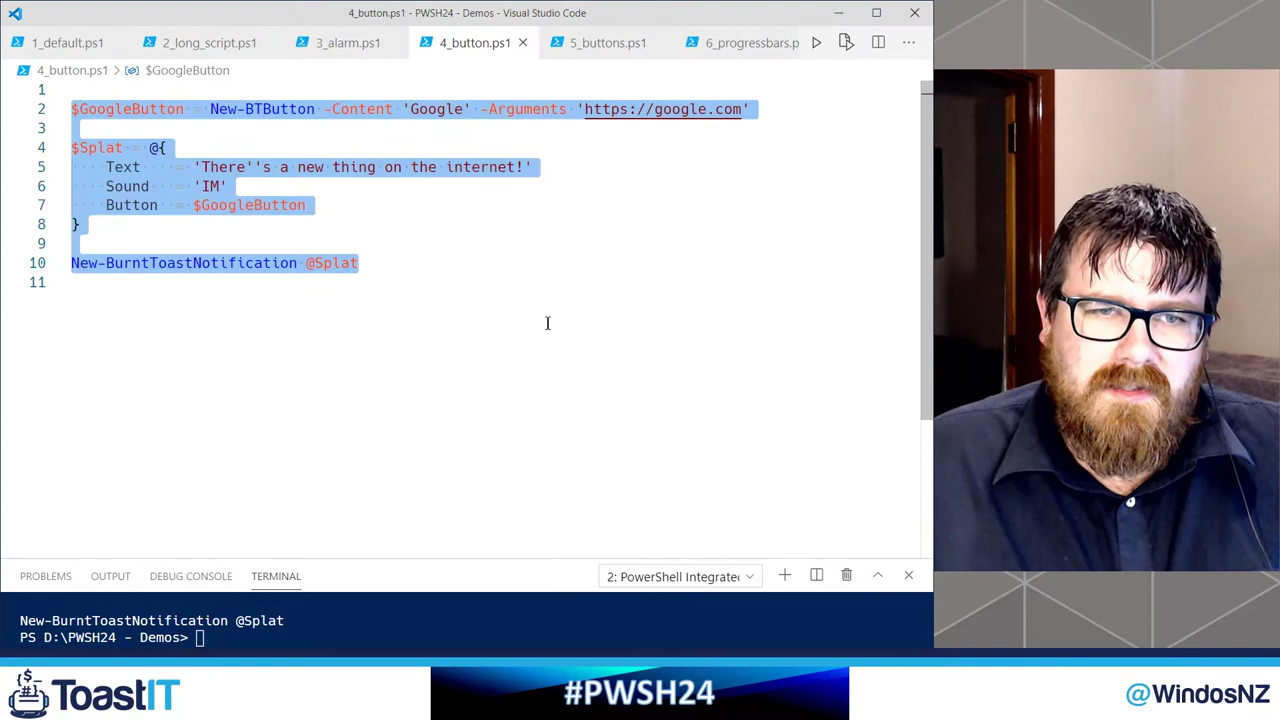 4_button.ps1 - PWSH24 - Demos - Visual Studio Code
1_default.ps1 2_long_script.ps1 3_alarm.ps1 4_button.ps1 5_buttons.ps1 6_progressbars.p
4_button.ps1 > $GoogleButton
1
2 $GoogleButton = New-BTButton -Content 'Google' -Arguments 'https://google.com'
3
4 $Splat = @{
5 Text = 'There''s a new thing on the internet!'
6 Sound = 'IM'
7 Button = $GoogleButton
8 }
9
10 New-BurntToastNotification @Splat
11
PROBLEMS OUTPUT DEBUG CONSOLE TERMINAL 2: PowerShell Integrated
New-BurntToastNotification @Splat
PS D:\PWSH24 - Demos>
ToastIT #PWSH24 @WindosNZ